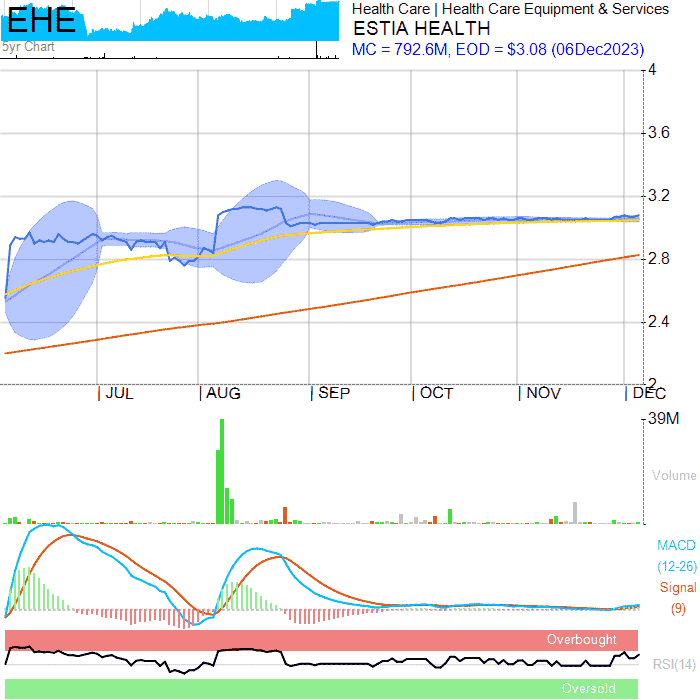 EHE
Health Care | Health Care Equipment & Services
ESTIA HEALTH
MC = 792.6M, EOD = $3.08 (06Dec2023)
5yr Chart
4
3.6
3.2
2.8
2.4
2
JUL
AUG
SEP
OCT
NOV
DEC
39M
Volume
MACD
(12-26)
Signal
(9)
Overbought
RSI(14)
Oversold